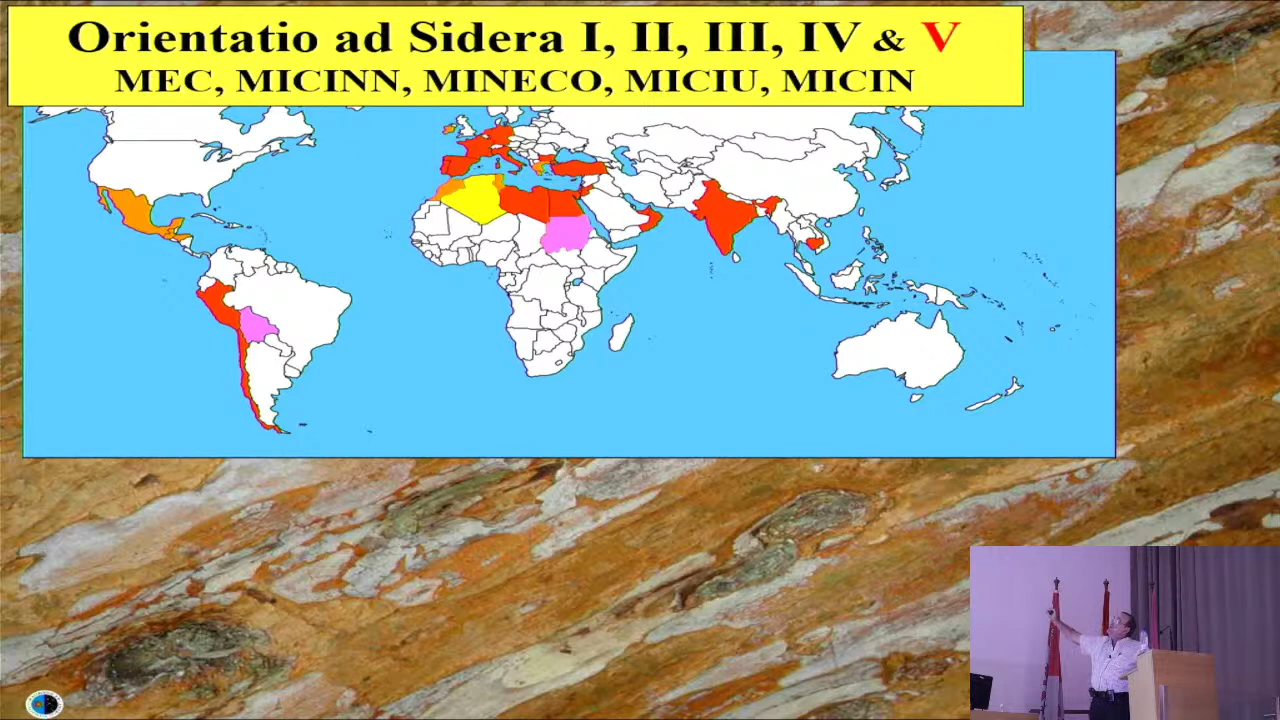 Orientatio ad Sidera I, II, III, IV & V
MEC, MICINN, MINECO, MICIU, MICIN